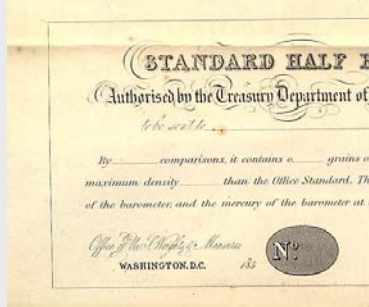 STANDARD HALF
Authorised by the Treasury Department of
to be sent to
By comparisons, it contains o. grains o
maximum density than the Office Standard. Th
of the barometer, and the mercury of the barometer at
Office of Weights & Measures
WASHINGTON, D.C. 185
Nº